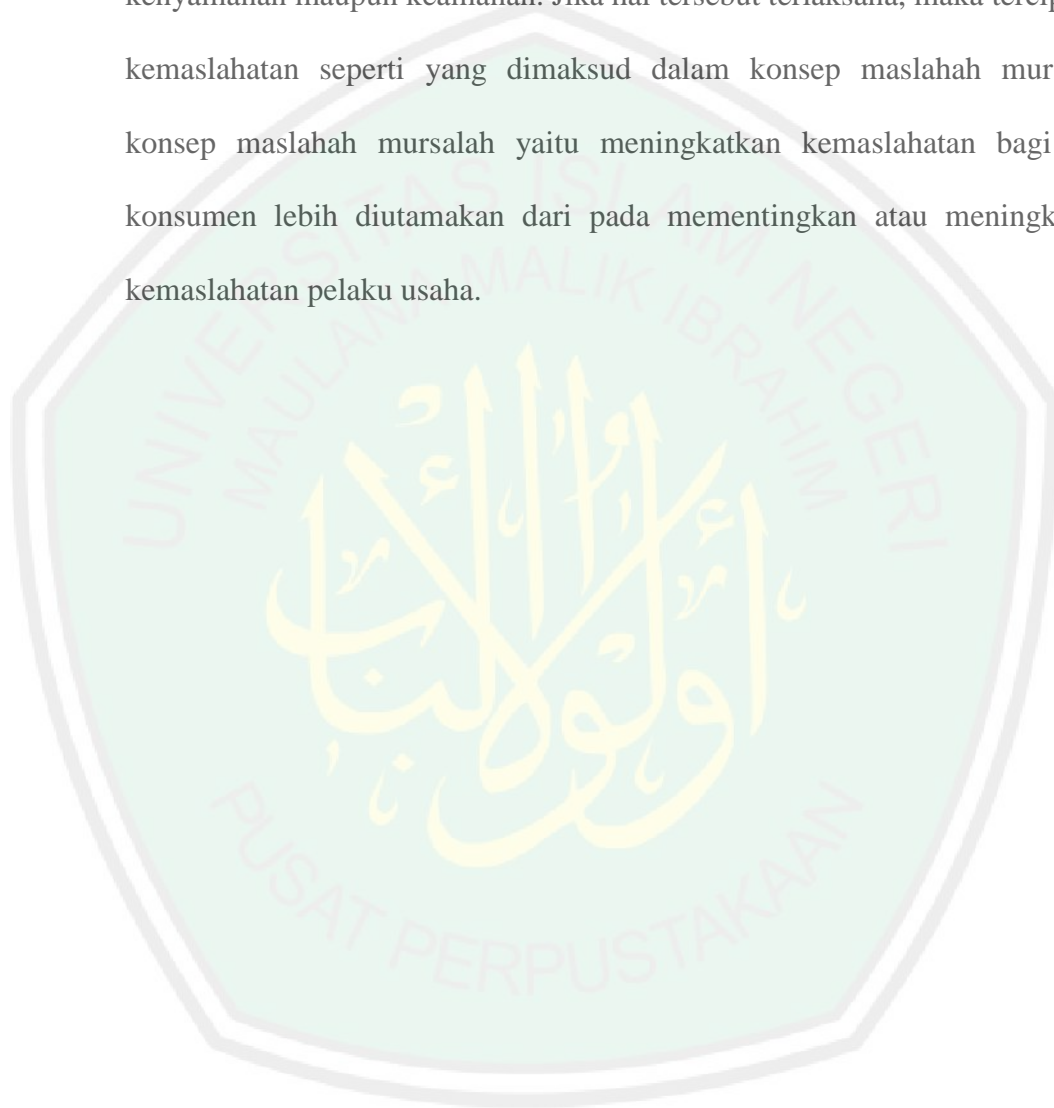 maupun keamanan. Jika hal tersebut terlaksana, maka
kemaslahatan seperti yang dimaksud dalam konsep maslahah mur
konsep maslahah mursalah yaitu meningkatkan kemaslahatan bagi
konsumen lebih diutamakan dari pada mementingkan atau meningk
kemaslahatan pelaku usaha.
UNIVERSITAS ISLAM NEGERI
MAULANA MALIK IBRAHIM
أولوا الألباب
PUSAT PERPUSTAKAAN